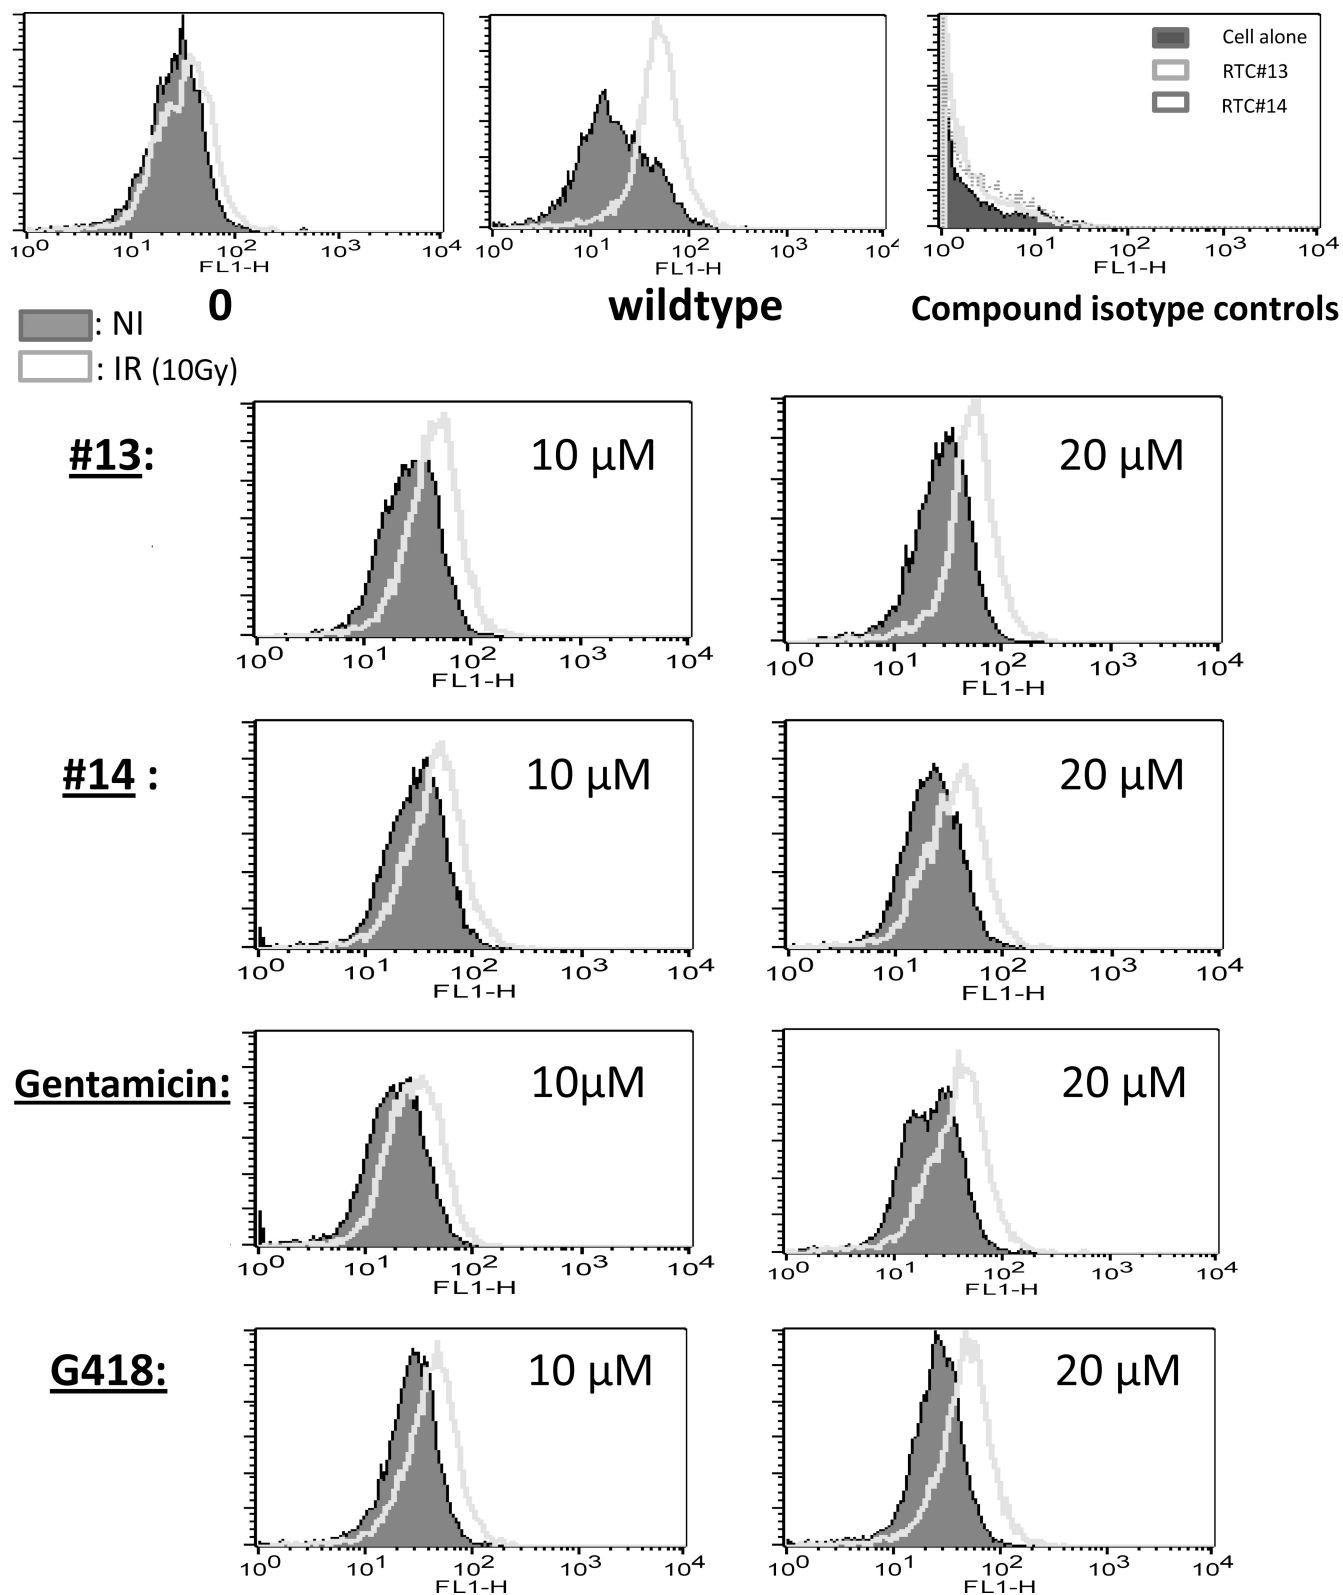 Cell alone
RTC#13
RTC#14
10⁰ 10¹ 10² 10³ 10⁴
FL1-H
10⁰ 10¹ 10² 10³ 10⁴
FL1-H
10⁰ 10¹ 10² 10³ 10⁴
FL1-H
0
wildtype
Compound isotype controls
: NI
: IR (10Gy)
#13:
10 µM
20 µM
10⁰ 10¹ 10² 10³ 10⁴
FL1-H
10⁰ 10¹ 10² 10³ 10⁴
FL1-H
#14 :
10 µM
20 µM
10⁰ 10¹ 10² 10³ 10⁴
FL1-H
10⁰ 10¹ 10² 10³ 10⁴
FL1-H
Gentamicin:
10µM
20 µM
10⁰ 10¹ 10² 10³ 10⁴
FL1-H
10⁰ 10¹ 10² 10³ 10⁴
FL1-H
G418:
10 µM
20 µM
10⁰ 10¹ 10² 10³ 10⁴
FL1-H
10⁰ 10¹ 10² 10³ 10⁴
FL1-H